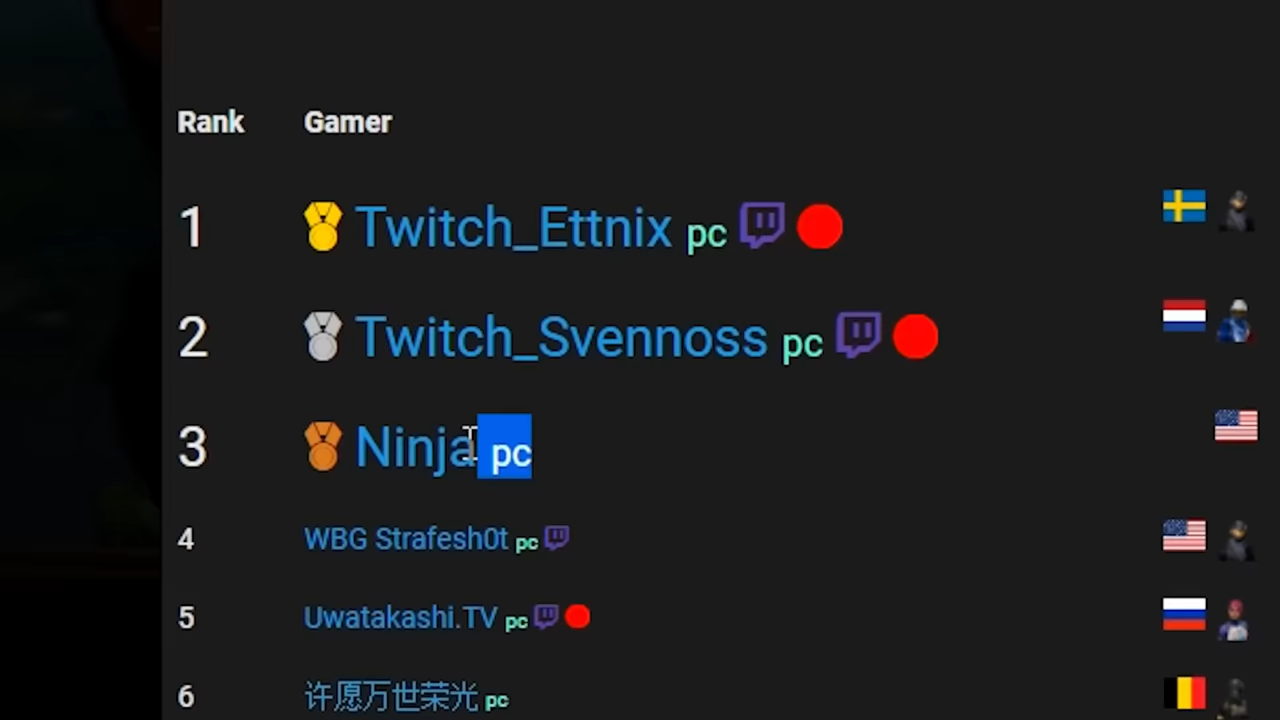 Rank Gamer
1 Twitch_Ettnix pc
2 Twitch_Svennoss pc
3 Ninja pc
4 WBG Strafesh0t pc
5 Uwatakashi.TV pc
6 许愿万世荣光 pc